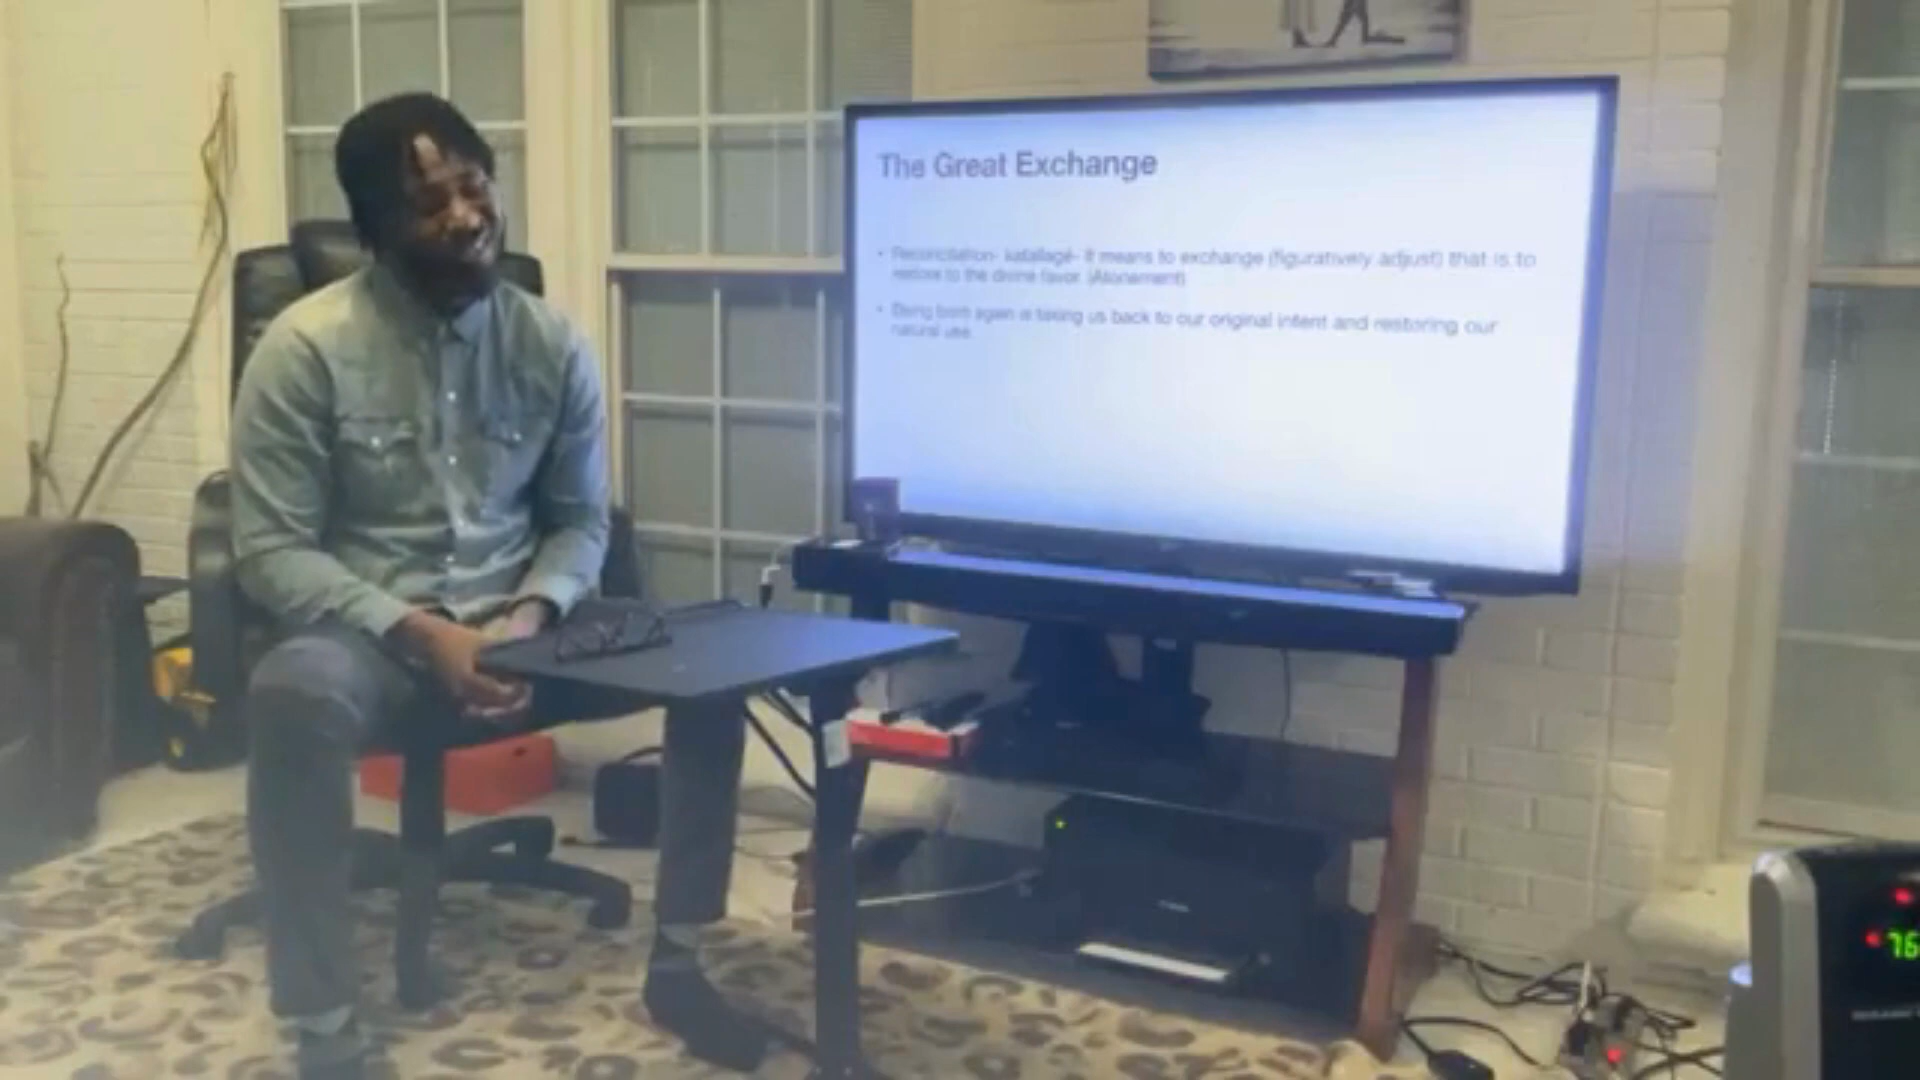 The Great Exchange
• Reconciliation- katallagē- It means to exchange (figuratively adjust) that is to
restore to the divine favor. (Atonement)
• Being born again is taking us back to our original intent and restoring our
natural use.
76